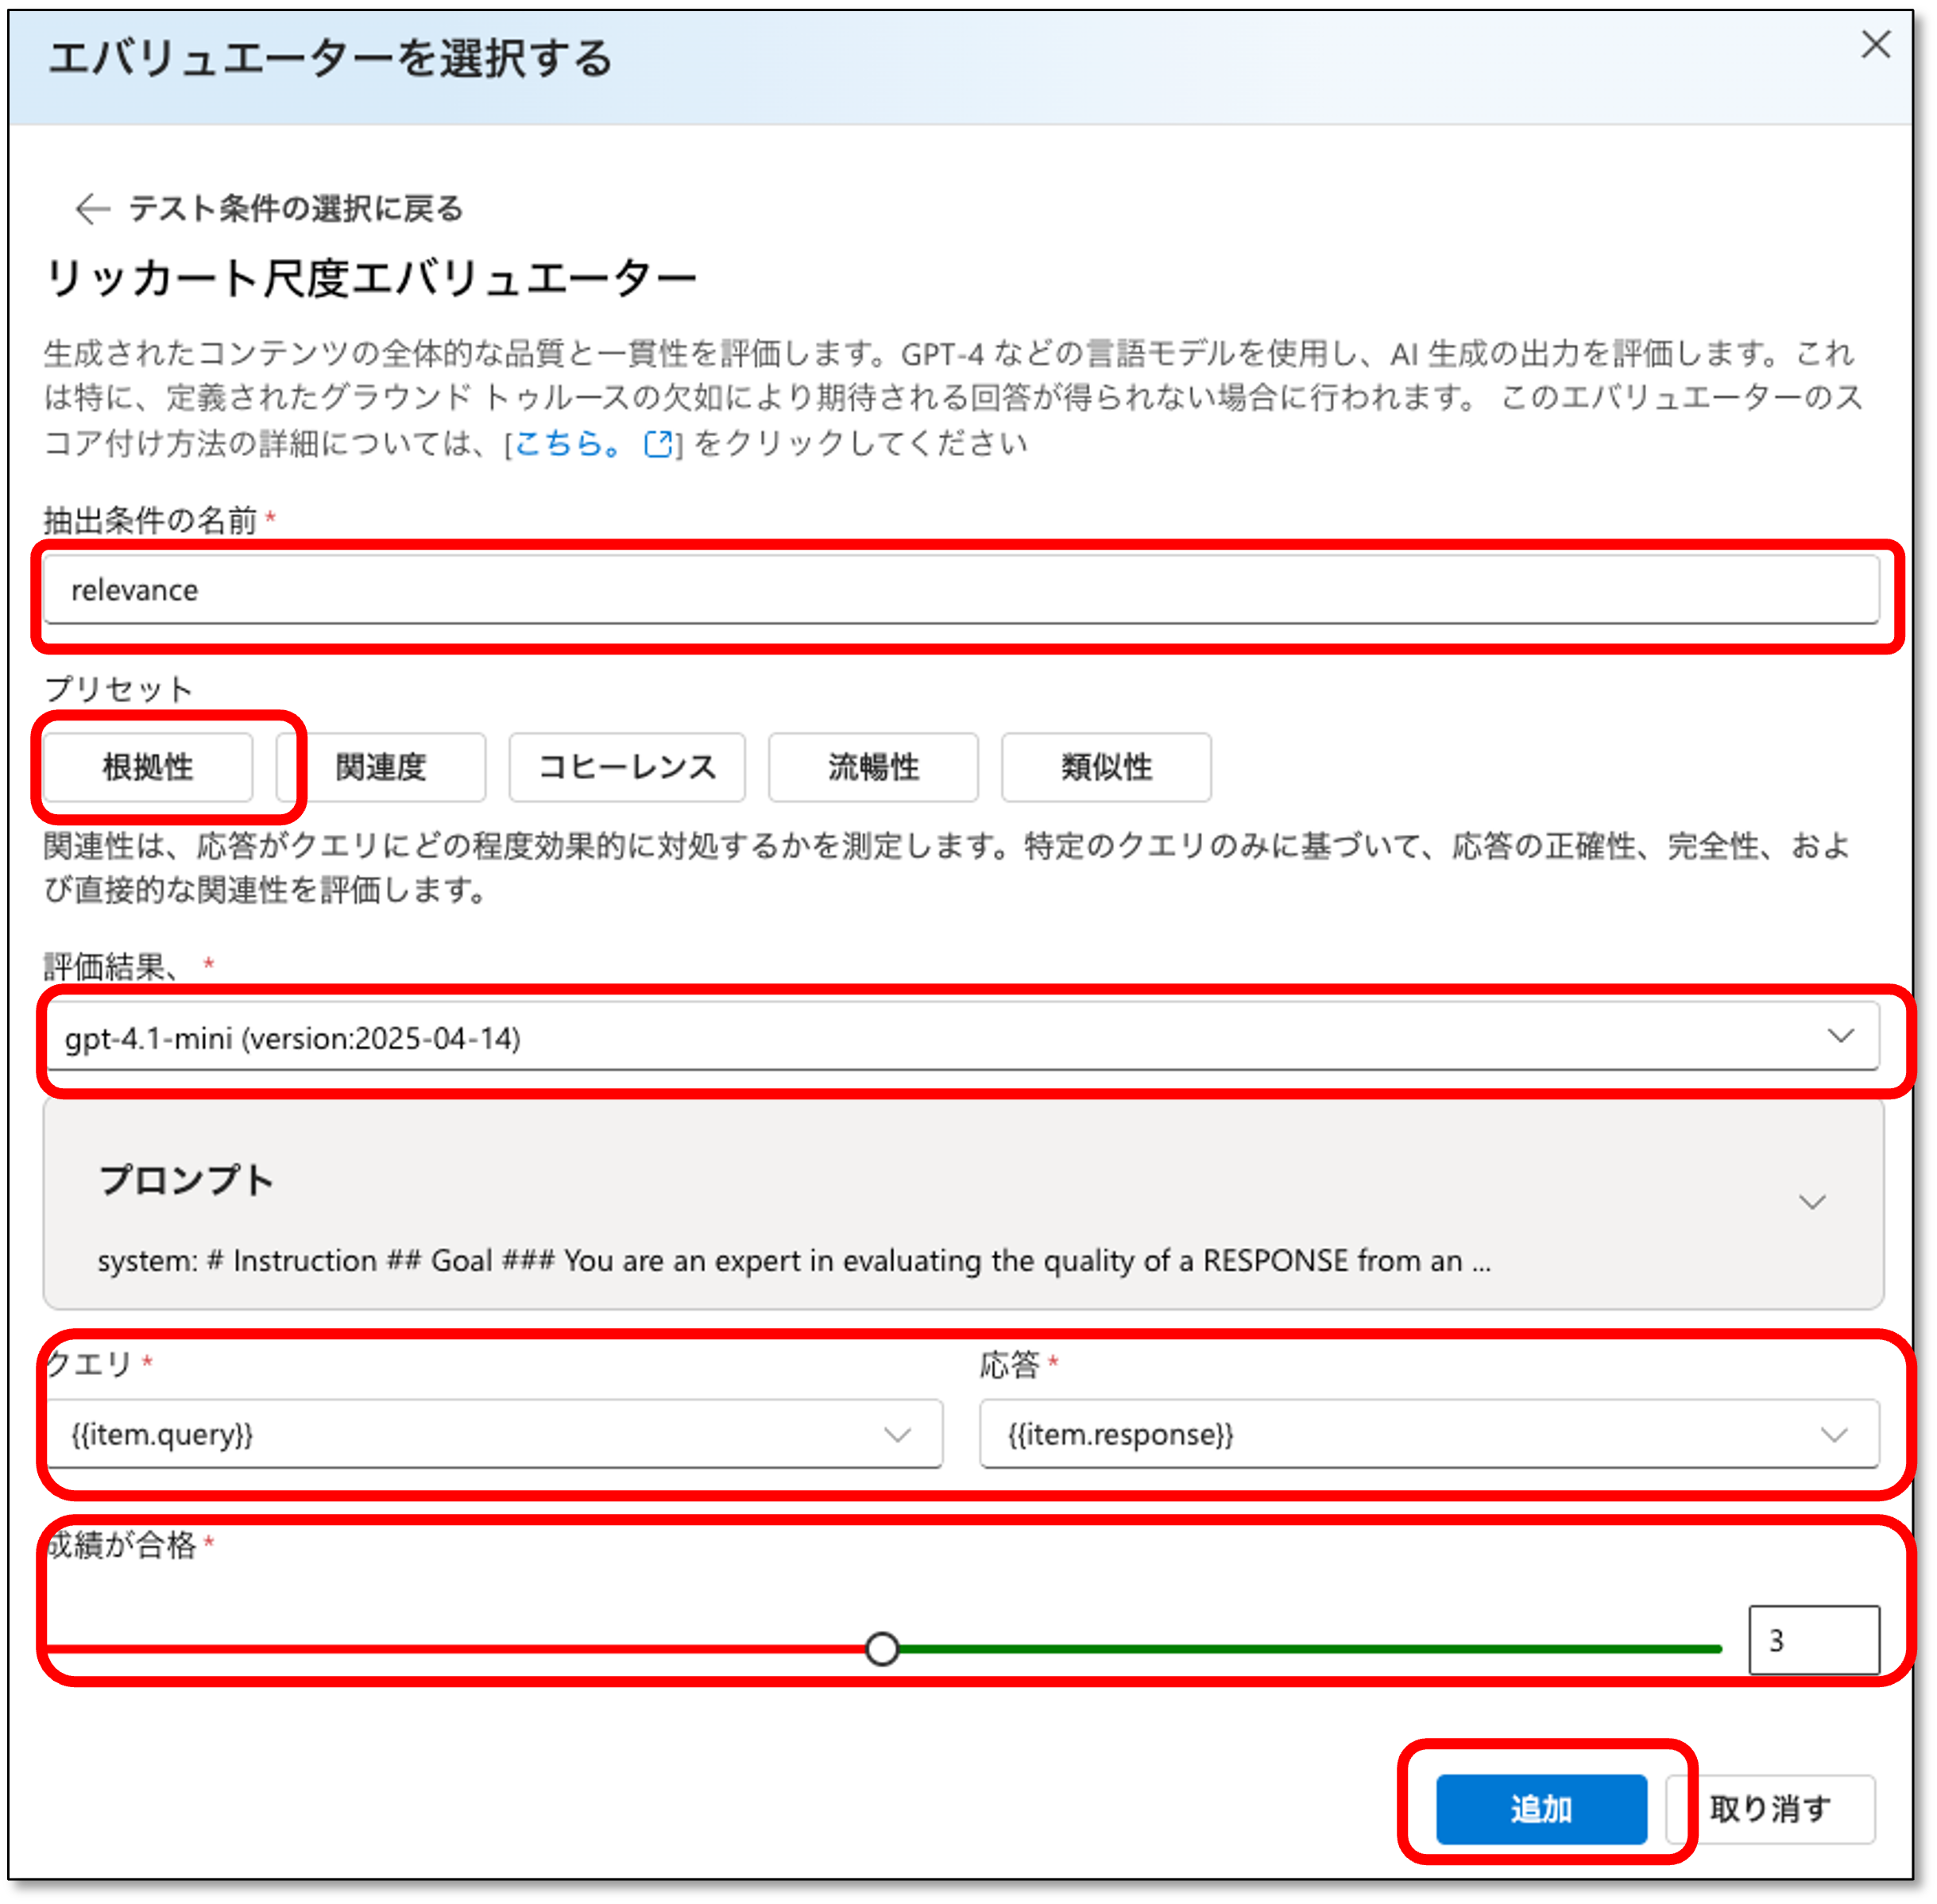 エバリュエーターを選択する
テスト条件の選択に戻る
リッカート尺度エバリュエーター
生成されたコンテンツの全体的な品質と一貫性を評価します。GPT-4 などの言語モデルを使用し、AI 生成の出力を評価します。これ
は特に、定義されたグラウンド トゥルースの欠如により期待される回答が得られない場合に行われます。 このエバリュエーターのス
コア付け方法の詳細については、[こちら。] をクリックしてください
抽出条件の名前 *
relevance
プリセット
根拠性 関連度 コヒーレンス 流暢性 類似性
関連性は、応答がクエリにどの程度効果的に対処するかを測定します。特定のクエリのみに基づいて、応答の正確性、完全性、およ
び直接的な関連性を評価します。
評価結果、 *
gpt-4.1-mini (version:2025-04-14)
プロンプト
system: # Instruction ## Goal ### You are an expert in evaluating the quality of a RESPONSE from an ...
クエリ * 応答 *
{{item.query}} {{item.response}}
成績が合格 *
3
追加 取り消す